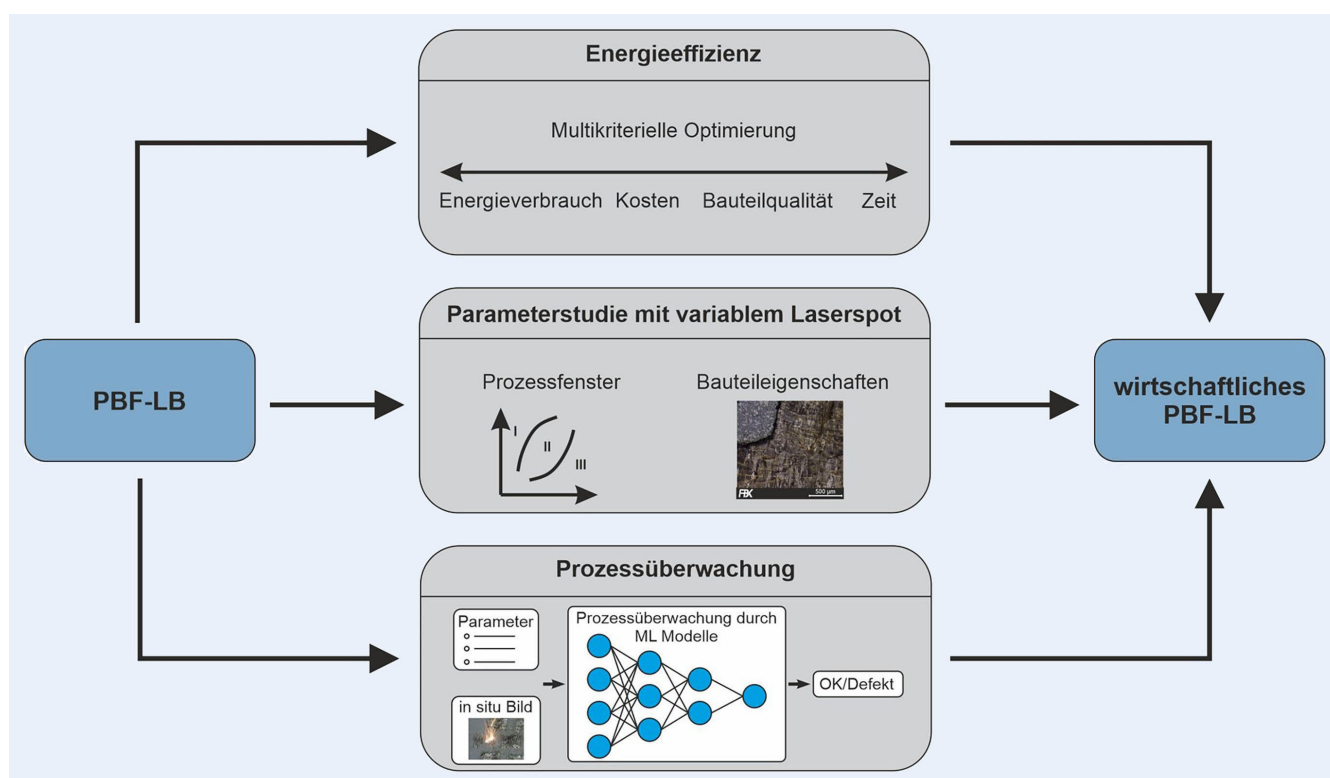 Energieeffizienz
Multikriterielle Optimierung
Energieverbrauch Kosten Bauteilqualität Zeit
PBF-LB
Parameterstudie mit variablem Laserspot
Prozessfenster
I
II
III
Bauteileigenschaften
FBK
500 µm
wirtschaftliches
PBF-LB
Prozessüberwachung
Parameter
in situ Bild
Prozessüberwachung durch
ML Modelle
OK/Defekt